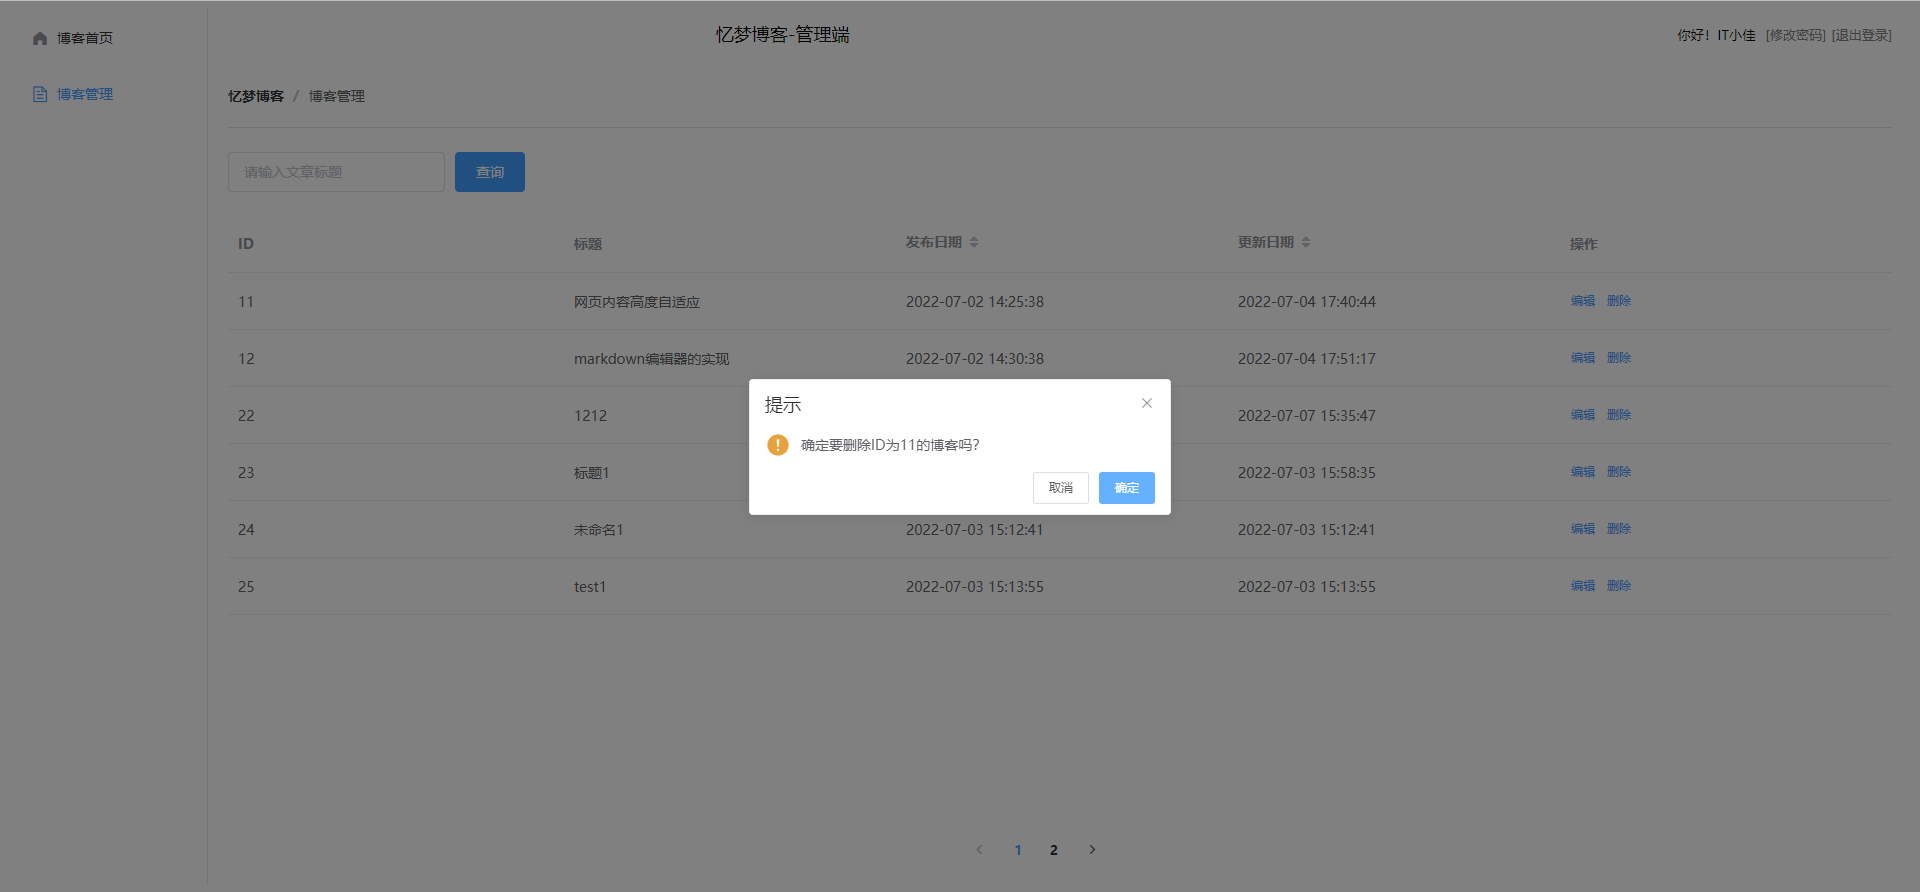 博客首页
博客管理
忆梦博客-管理端
你好！IT小佳 [修改密码] [退出登录]
忆梦博客 / 博客管理
请输入文章标题 查询
ID 标题 发布日期 更新日期 操作
11 网页内容高度自适应 2022-07-02 14:25:38 2022-07-04 17:40:44 编辑 删除
12 markdown编辑器的实现 2022-07-02 14:30:38 2022-07-04 17:51:17 编辑 删除
22 1212 2022-07-07 15:35:47 编辑 删除
23 标题1 2022-07-03 15:58:35 编辑 删除
24 未命名1 2022-07-03 15:12:41 2022-07-03 15:12:41 编辑 删除
25 test1 2022-07-03 15:13:55 2022-07-03 15:13:55 编辑 删除
提示
确定要删除ID为11的博客吗?
取消 确定
1 2